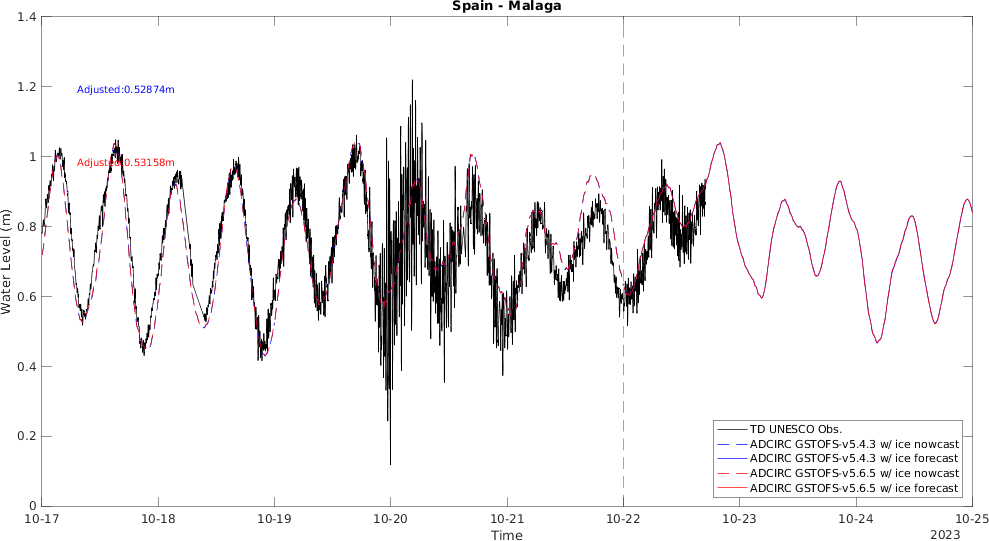 Spain - Malaga
1.4
1.2
1
0.8
0.6
0.4
0.2
0
Water Level (m)
Adjusted:0.52874m
Adjusted:0.53158m
TD UNESCO Obs.
ADCIRC GSTOFS-v5.4.3 w/ ice nowcast
ADCIRC GSTOFS-v5.4.3 w/ ice forecast
ADCIRC GSTOFS-v5.6.5 w/ ice nowcast
ADCIRC GSTOFS-v5.6.5 w/ ice forecast
10-17 10-18 10-19 10-20 10-21 10-22 10-23 10-24 10-25
Time
2023